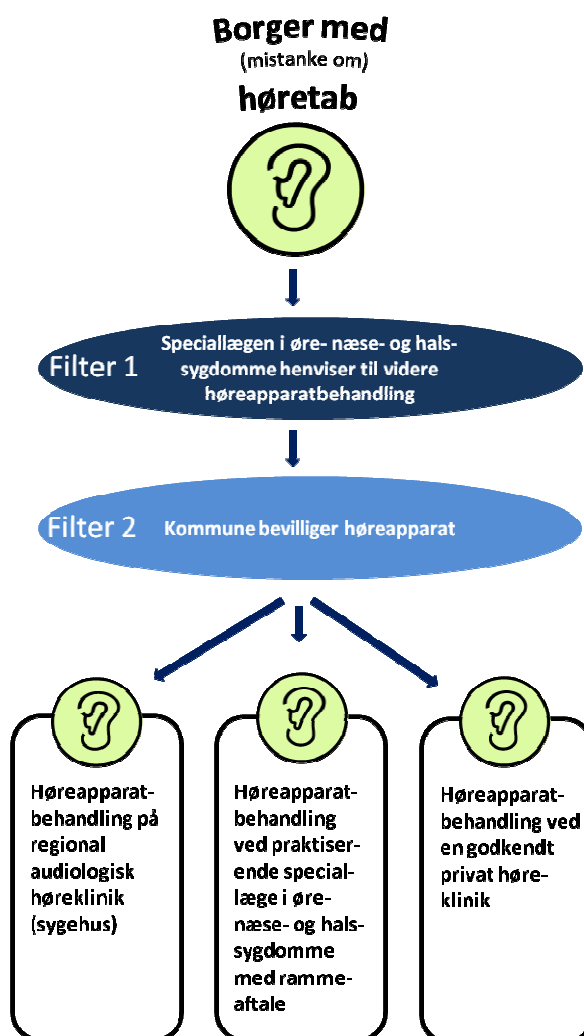 Borger med
(mistanke om)
høretab
Filter 1
Speciallægen i øre- næse- og hals-
sygdomme henviser til videre
høreapparatbehandling
Filter 2
Kommune bevilliger høreapparat
Høreapparat-
behandling på
regional
audiologisk
høreklinik
(sygehus)
Høreapparat-
behandling
ved praktiser-
ende special-
læge i øre-
næse- og hals-
sygdomme
med ramme-
aftale
Høreapparat-
behandling ved
en godkendt
privat høre-
klinik